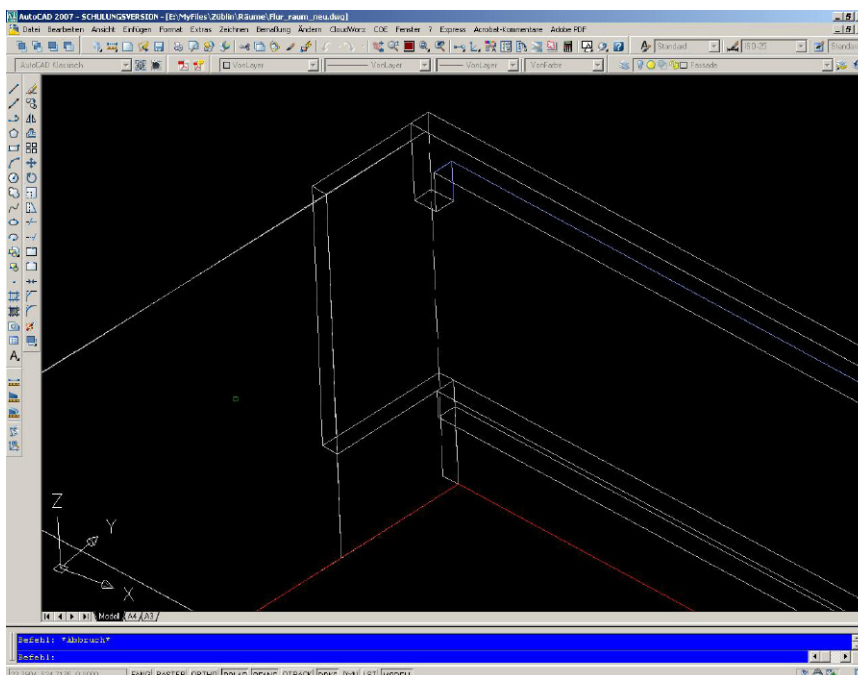 AutoCAD 2007 - SCHULUNGSVERSION - [E:\MyFiles\Züblin\Räume\Flur_raum_neu.dwg]
Datei Bearbeiten Ansicht Einfügen Format Extras Zeichnen Bemaßung Ändern CloudWorx COE Fenster ? Express Acrobat-Kommentare Adobe PDF
Standard ISO-25 Standar
AutoCAD Klassisch VonLayer VonLayer VonLayer VonFarbe Fassade
Z
Y
X
Modell A4 A3
Befehl: *Abbruch*
Befehl:
FANG RASTER ORTHO POLAR OFANG OTRACK DBKS DYN LST MODELL